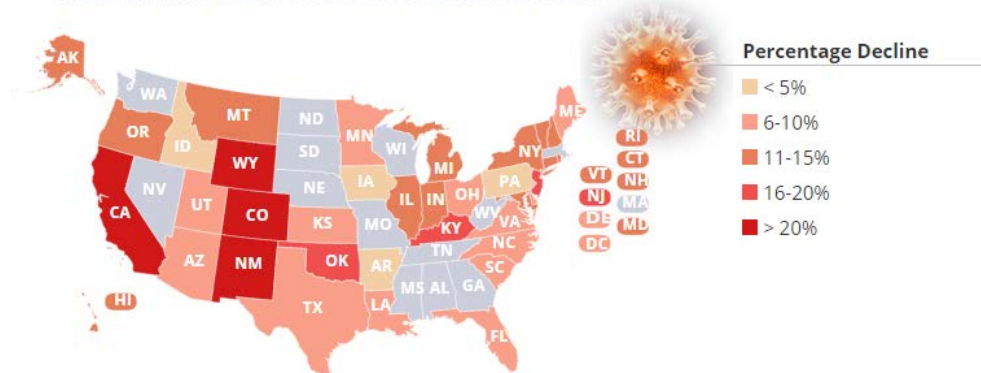 AK
WA
MT
ND
MN
ME
OR
ID
SD
WI
NY
WY
MI
NV
NE
IA
PA
UT
CO
IL
IN
OH
CA
KS
MO
WV
VA
KY
AZ
NM
OK
AR
TN
NC
SC
TX
LA
MS
AL
GA
FL
HI
RI
CT
VT
NH
NJ
MA
DE
MD
DC
Percentage Decline
< 5%
6-10%
11-15%
16-20%
> 20%